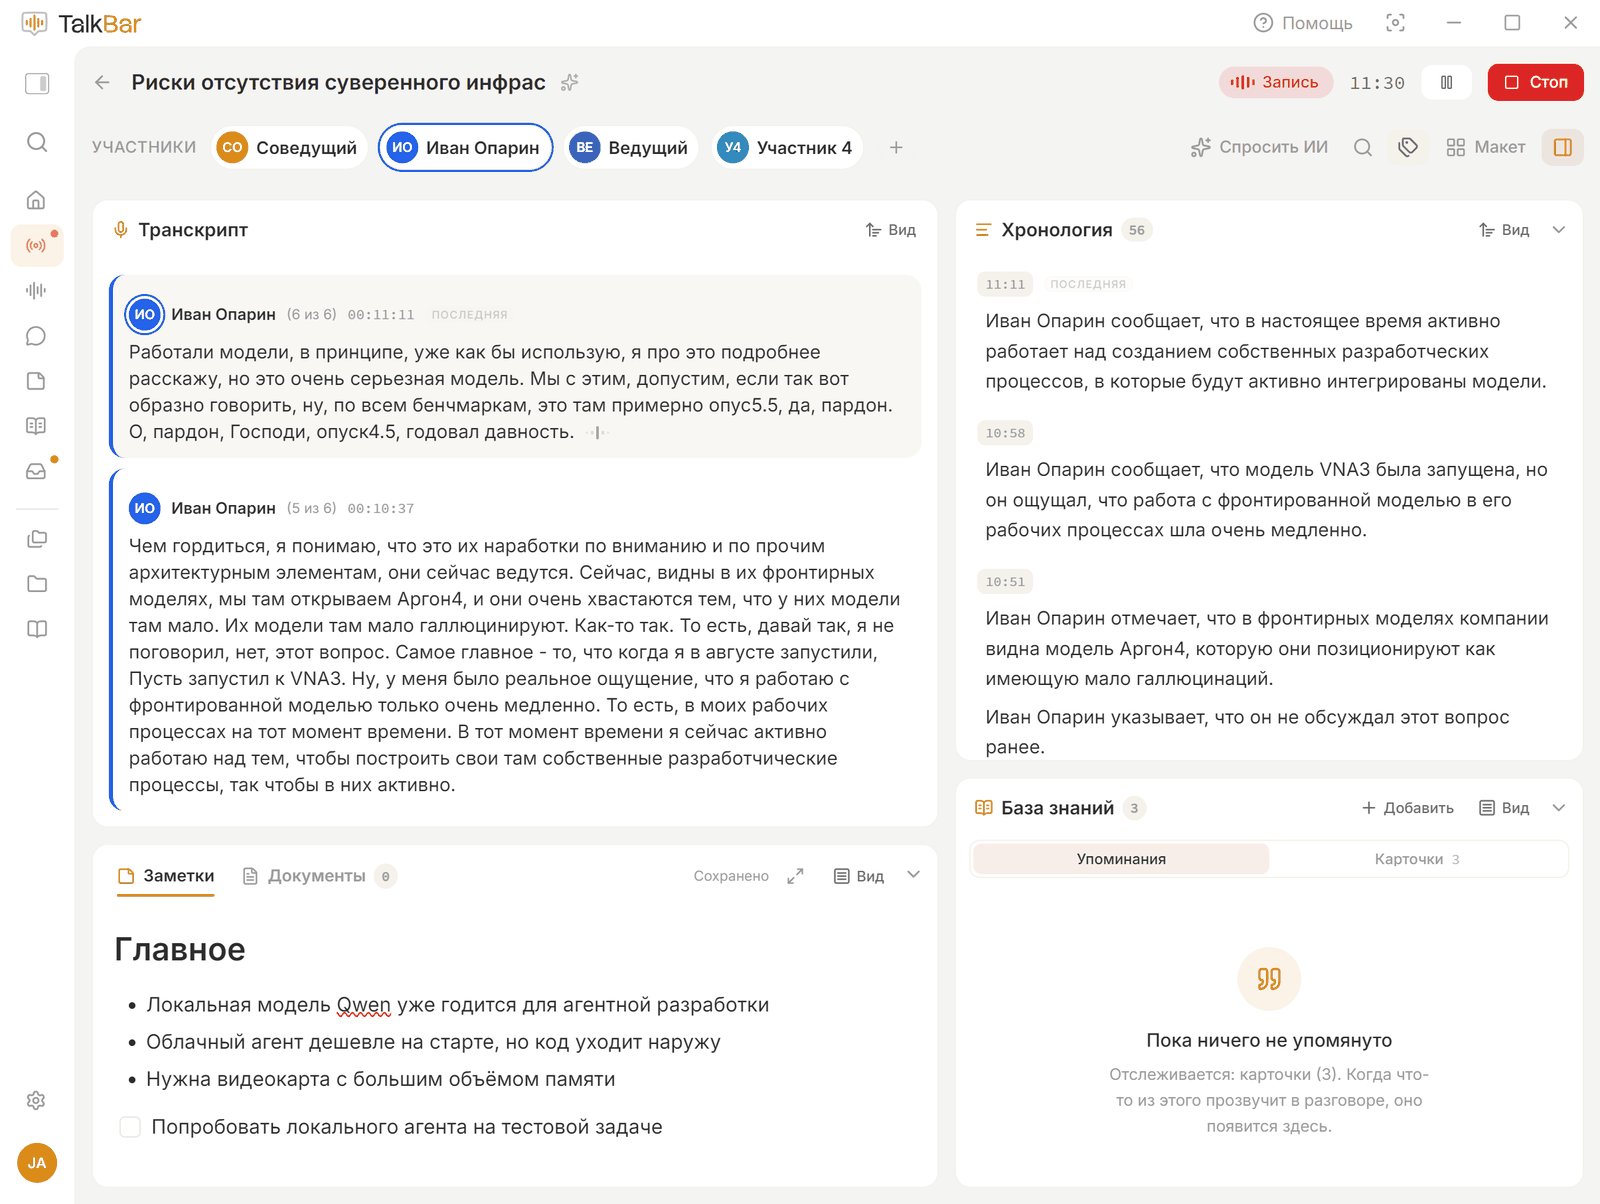 TalkBar
Помощь
Риски отсутствия суверенного инфрас
Запись
11:30
Стоп
УЧАСТНИКИ
СО Соведущий
ИО Иван Опарин
ВЕ Ведущий
У4 Участник 4
Спросить ИИ
Макет
Транскрипт
Вид
ИО Иван Опарин (6 из 6) 00:11:11 ПОСЛЕДНЯЯ
Работали модели, в принципе, уже как бы использую, я про это подробнее
расскажу, но это очень серьезная модель. Мы с этим, допустим, если так вот
образно говорить, ну, по всем бенчмаркам, это там примерно опус5.5, да, пардон.
О, пардон, Господи, опуск4.5, годовал давность.
ИО Иван Опарин (5 из 6) 00:10:37
Чем гордиться, я понимаю, что это их наработки по вниманию и по прочим
архитектурным элементам, они сейчас ведутся. Сейчас, видны в их фронтирных
моделях, мы там открываем Аргон4, и они очень хвастаются тем, что у них модели
там мало. Их модели там мало галлюцинируют. Как-то так. То есть, давай так, я не
поговорил, нет, этот вопрос. Самое главное - то, что когда я в августе запустили,
Пусть запустил к VNA3. Ну, у меня было реальное ощущение, что я работаю с
фронтированной моделью только очень медленно. То есть, в моих рабочих
процессах на тот момент времени. В тот момент времени я сейчас активно
работаю над тем, чтобы построить свои там собственные разработчические
процессы, так чтобы в них активно.
Хронология 56
Вид
11:11 ПОСЛЕДНЯЯ
Иван Опарин сообщает, что в настоящее время активно
работает над созданием собственных разработческих
процессов, в которые будут активно интегрированы модели.
10:58
Иван Опарин сообщает, что модель VNA3 была запущена, но
он ощущал, что работа с фронтированной моделью в его
рабочих процессах шла очень медленно.
10:51
Иван Опарин отмечает, что в фронтирных моделях компании
видна модель Аргон4, которую они позиционируют как
имеющую мало галлюцинаций.
Иван Опарин указывает, что он не обсуждал этот вопрос
ранее.
Заметки
Документы 0
Сохранено
Вид
Главное
• Локальная модель Qwen уже годится для агентной разработки
• Облачный агент дешевле на старте, но код уходит наружу
• Нужна видеокарта с большим объёмом памяти
Попробовать локального агента на тестовой задаче
База знаний 3
Добавить
Вид
Упоминания
Карточки 3
Пока ничего не упомянуто
Отслеживается: карточки (3). Когда что-
то из этого прозвучит в разговоре, оно
появится здесь.
JA